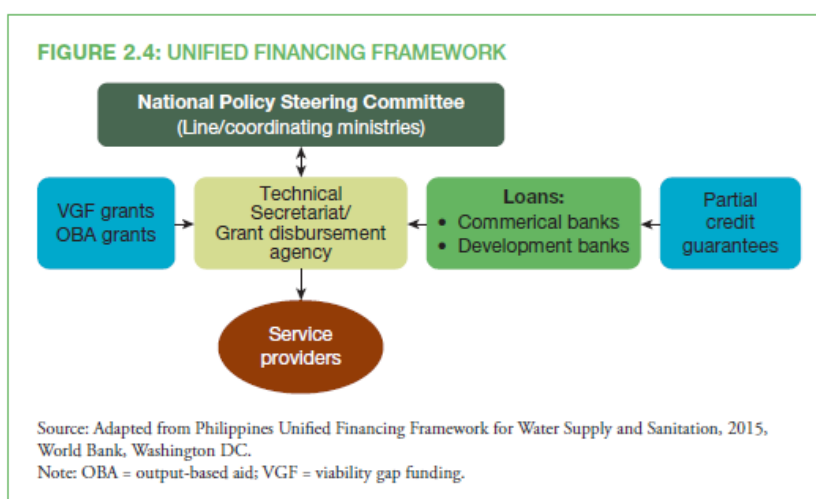 FIGURE 2.4: UNIFIED FINANCING FRAMEWORK
National Policy Steering Committee
(Line/coordinating ministries)
VGF grants
OBA grants
Technical
Secretariat/
Grant disbursement
agency
Loans:
• Commerical banks
• Development banks
Partial
credit
guarantees
Service
providers
Source: Adapted from Philippines Unified Financing Framework for Water Supply and Sanitation, 2015,
World Bank, Washington DC.
Note: OBA = output-based aid; VGF = viability gap funding.